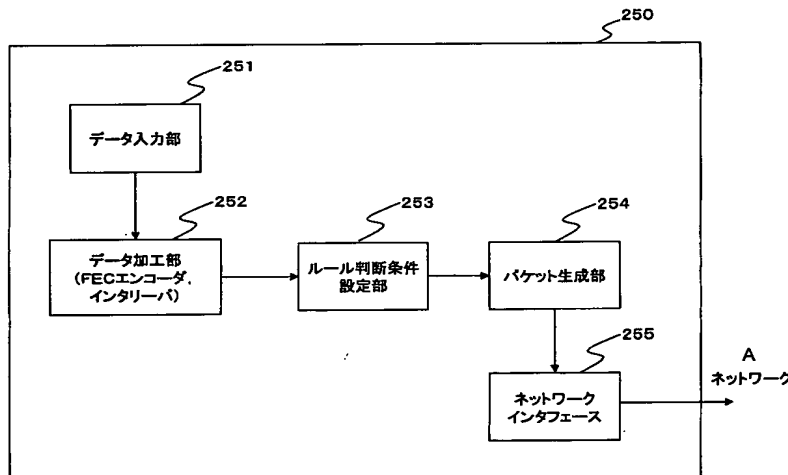 250
251
データ入力部
252
データ加工部
(FECエンコーダ,
インタリーバ)
253
ルール判断条件
設定部
254
パケット生成部
255
ネットワーク
インタフェース
A
ネットワーク